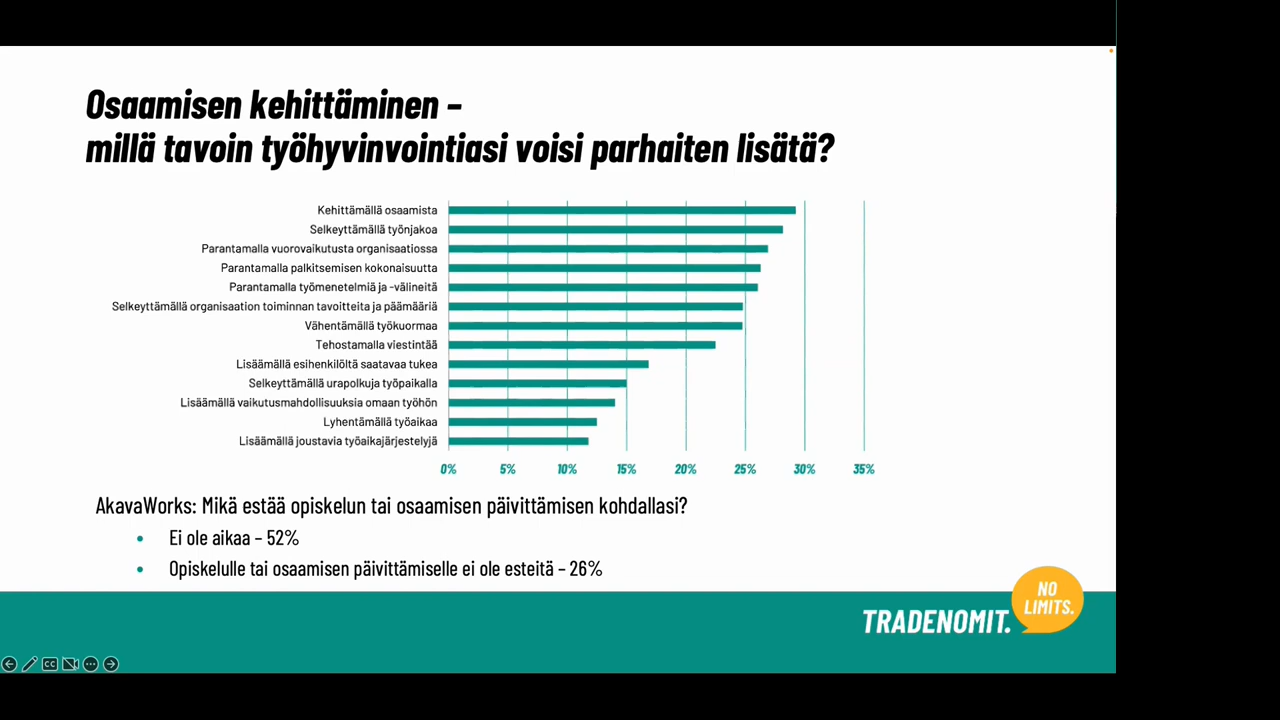 Osaamisen kehittäminen –
millä tavoin työhyvinvointiasi voisi parhaiten lisätä?
Kehittämällä osaamista
Selkeyttämällä työnjakoa
Parantamalla vuorovaikutusta organisaatiossa
Parantamalla palkitsemisen kokonaisuutta
Parantamalla työmenetelmiä ja -välineitä
Selkeyttämällä organisaation toiminnan tavoitteita ja päämääriä
Vähentämällä työkuormaa
Tehostamalla viestintää
Lisäämällä esihenkilöltä saatavaa tukea
Selkeyttämällä urapolkuja työpaikalla
Lisäämällä vaikutusmahdollisuuksia omaan työhön
Lyhentämällä työaikaa
Lisäämällä joustavia työaikajärjestelyjä
0% 5% 10% 15% 20% 25% 30% 35%
AkavaWorks: Mikä estää opiskelun tai osaamisen päivittämisen kohdallasi?
• Ei ole aikaa – 52%
• Opiskelulle tai osaamisen päivittämiselle ei ole esteitä – 26%
TRADENOMIT.
NO
LIMITS.
CC